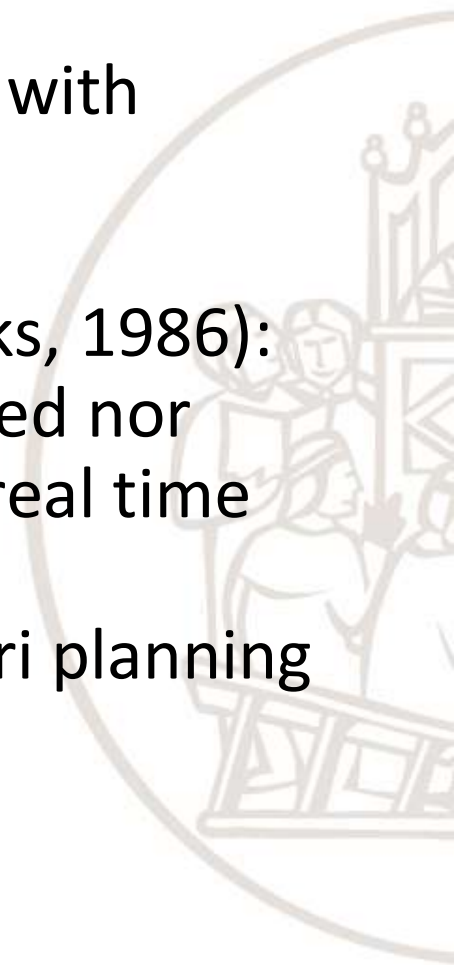 with
ks, 1986):
ed nor
real time
ri planning